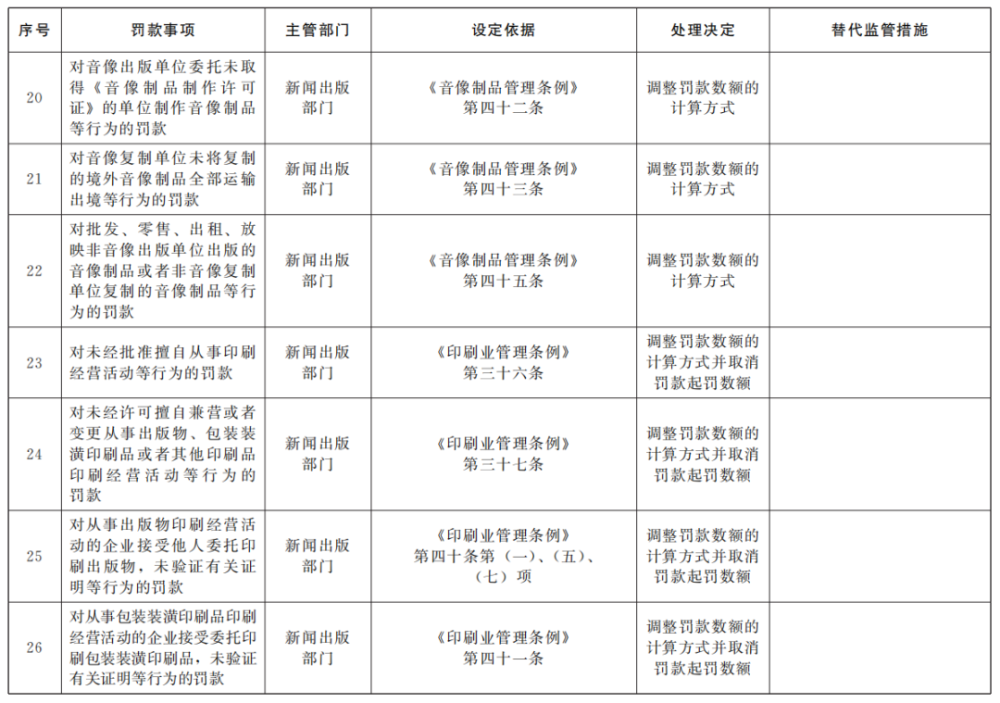 序号 罚款事项 主管部门 设定依据 处理决定 替代监管措施
20
对音像出版单位委托未取
得《音像制品制作许可
证》的单位制作音像制品
等行为的罚款
新闻出版
部门
《音像制品管理条例》
第四十二条
调整罚款数额的
计算方式
21
对音像复制单位未将复制
的境外音像制品全部运输
出境等行为的罚款
新闻出版
部门
《音像制品管理条例》
第四十三条
调整罚款数额的
计算方式
22
对批发、零售、出租、放
映非音像出版单位出版的
音像制品或者非音像复制
单位复制的音像制品等行
为的罚款
新闻出版
部门
《音像制品管理条例》
第四十五条
调整罚款数额的
计算方式
23
对未经批准擅自从事印刷
经营活动等行为的罚款
新闻出版
部门
《印刷业管理条例》
第三十六条
调整罚款数额的
计算方式并取消
罚款起罚数额
24
对未经许可擅自兼营或者
变更从事出版物、包装装
潢印刷品或者其他印刷品
印刷经营活动等行为的
罚款
新闻出版
部门
《印刷业管理条例》
第三十七条
调整罚款数额的
计算方式并取消
罚款起罚数额
25
对从事出版物印刷经营活
动的企业接受他人委托印
刷出版物，未验证有关证
明等行为的罚款
新闻出版
部门
《印刷业管理条例》
第四十条第（一）、（五）、
（七）项
调整罚款数额的
计算方式并取消
罚款起罚数额
26
对从事包装装潢印刷品印刷
经营活动的企业接受委托印
刷包装装潢印刷品，未验证
有关证明等行为的罚款
新闻出版
部门
《印刷业管理条例》
第四十一条
调整罚款数额的
计算方式并取消
罚款起罚数额